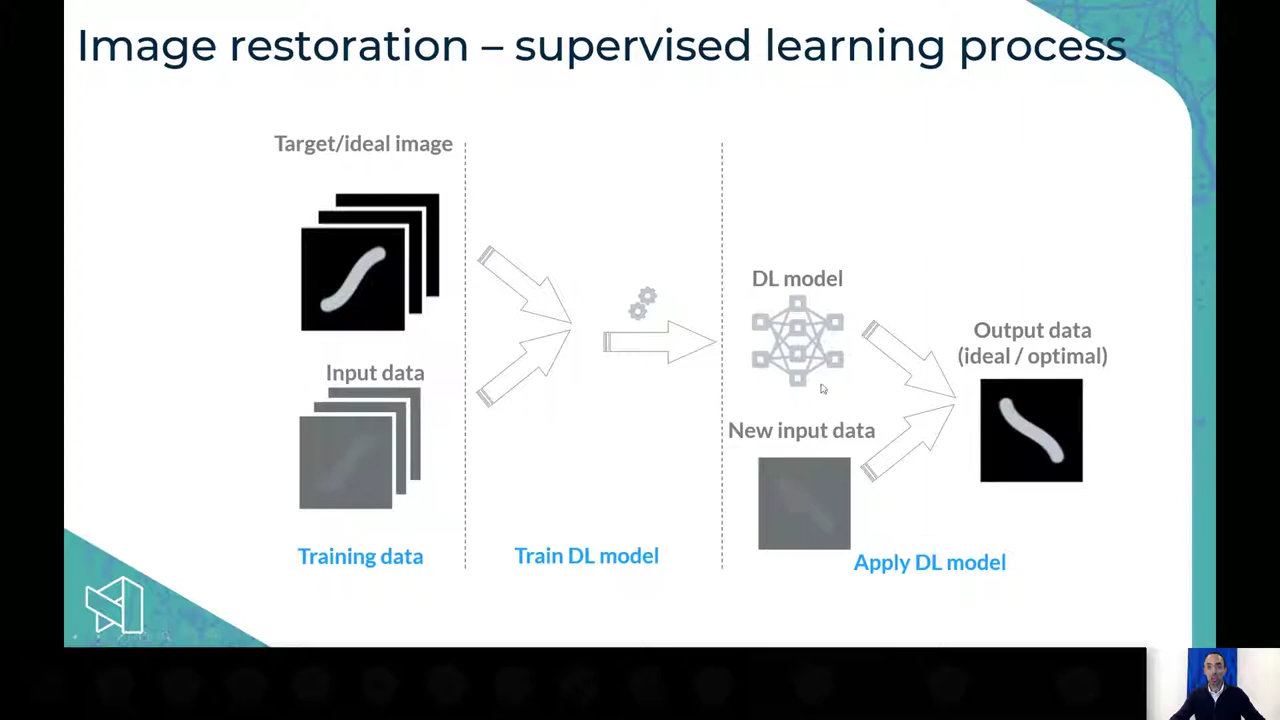 Image restoration – supervised learning process
Target/ideal image
Input data
Training data
Train DL model
DL model
New input data
Output data
(ideal / optimal)
Apply DL model